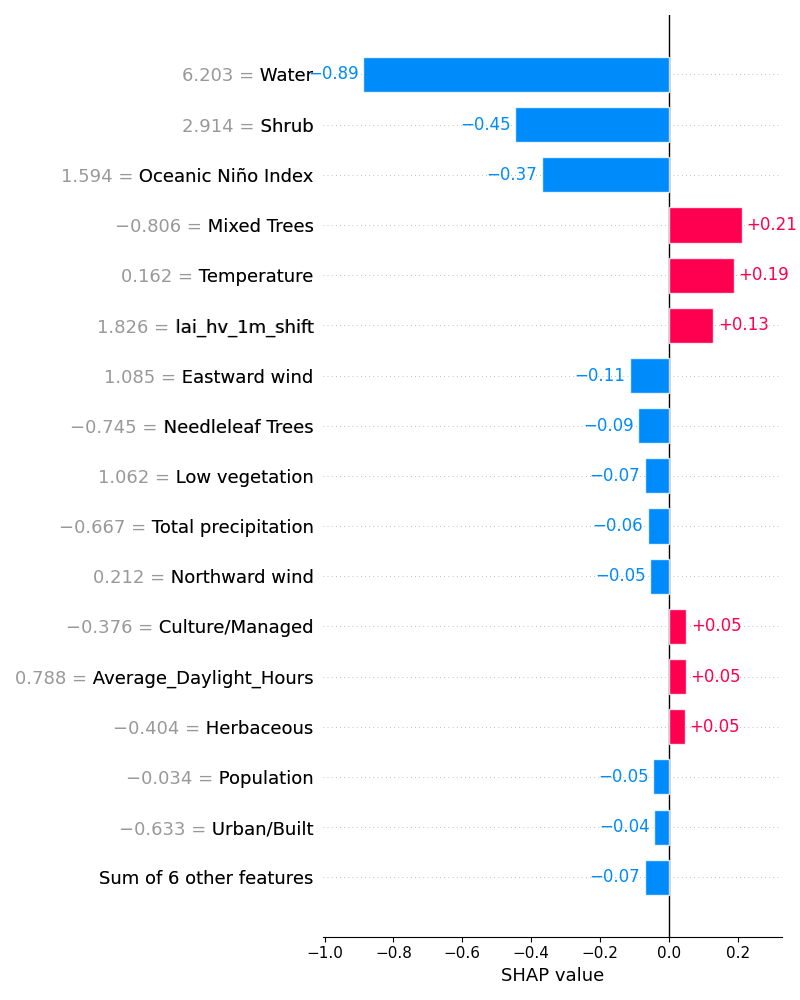 6.203 = Water −0.89
2.914 = Shrub −0.45
1.594 = Oceanic Niño Index −0.37
−0.806 = Mixed Trees +0.21
0.162 = Temperature +0.19
1.826 = lai_hv_1m_shift +0.13
1.085 = Eastward wind −0.11
−0.745 = Needleleaf Trees −0.09
1.062 = Low vegetation −0.07
−0.667 = Total precipitation −0.06
0.212 = Northward wind −0.05
−0.376 = Culture/Managed +0.05
0.788 = Average_Daylight_Hours +0.05
−0.404 = Herbaceous +0.05
−0.034 = Population −0.05
−0.633 = Urban/Built −0.04
Sum of 6 other features −0.07
−1.0 −0.8 −0.6 −0.4 −0.2 0.0 0.2
SHAP value